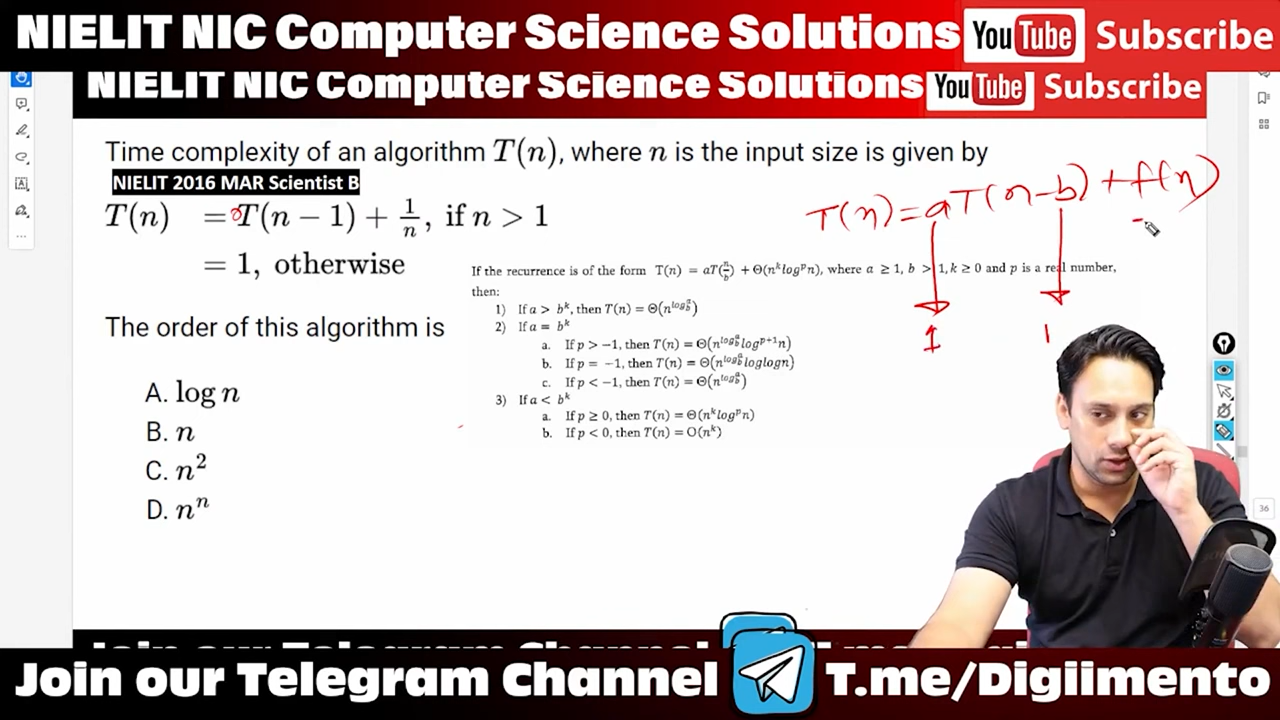 NIELIT NIC Computer Science Solutions YouTube Subscribe
NIELIT NIC Computer Science Solutions YouTube Subscribe
Time complexity of an algorithm T(n), where n is the input size is given by
NIELIT 2016 MAR Scientist B
T(n) = T(n − 1) + 1/n, if n > 1
= 1, otherwise
T(n) = aT(n-b) + f(n)
1 1
If the recurrence is of the form T(n) = aT(n/b) + Θ(n^k log^p n), where a ≥ 1, b > 1, k ≥ 0 and p is a real number,
then:
1) If a > b^k, then T(n) = Θ(n^(log_b^a))
2) If a = b^k
a. If p > −1, then T(n) = Θ(n^(log_b^a) log^(p+1) n)
b. If p = −1, then T(n) = Θ(n^(log_b^a) loglogn)
c. If p < −1, then T(n) = Θ(n^(log_b^a))
3) If a < b^k
a. If p ≥ 0, then T(n) = Θ(n^k log^p n)
b. If p < 0, then T(n) = O(n^k)
The order of this algorithm is
A. log n
B. n
C. n²
D. nⁿ
36
Join our Telegram Channel T.me/Digiimento